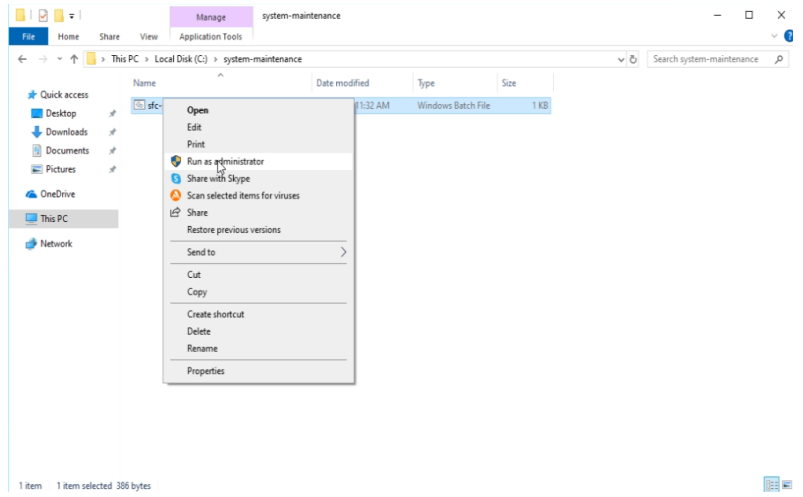 Manage
system-maintenance
File
Home
Share
View
Application Tools
This PC > Local Disk (C:) > system-maintenance
Search system-maintenance
Name
Date modified
Type
Size
Quick access
Desktop
Downloads
Documents
Pictures
OneDrive
This PC
Network
sfc-
11:32 AM
Windows Batch File
1 KB
Open
Edit
Print
Run as administrator
Share with Skype
Scan selected items for viruses
Share
Restore previous versions
Send to
Cut
Copy
Create shortcut
Delete
Rename
Properties
1 item
1 item selected 386 bytes